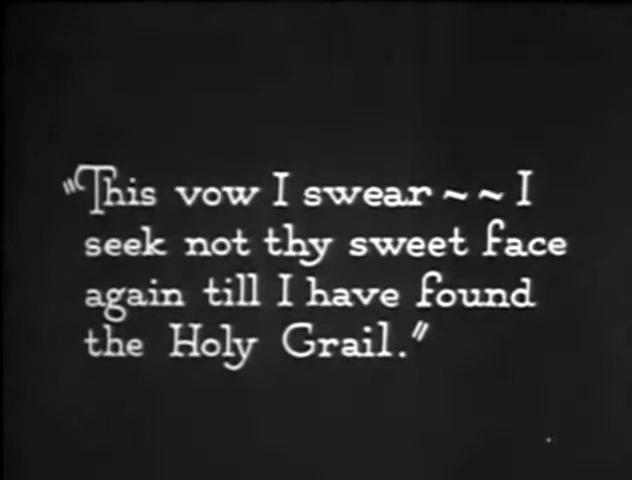 "This vow I swear ~ ~ I
seek not thy sweet face
again till I have found
the Holy Grail."